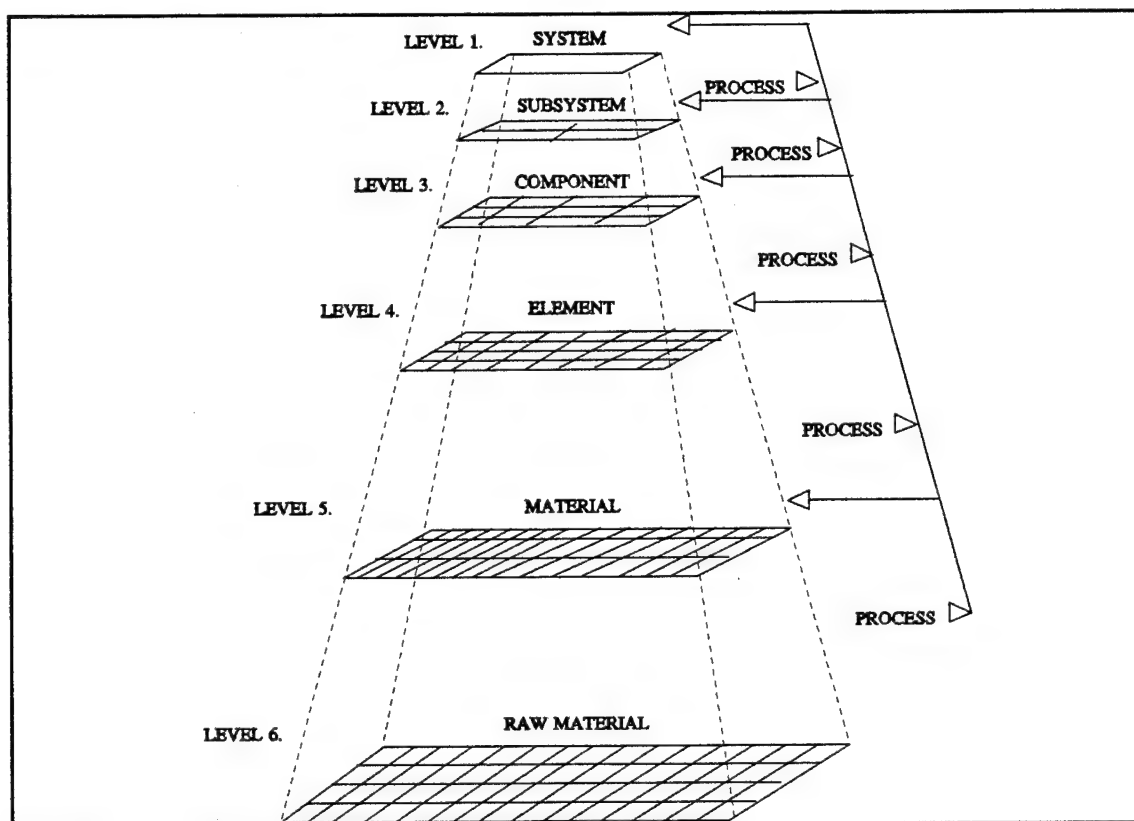 LEVEL 1. SYSTEM
PROCESS
LEVEL 2. SUBSYSTEM
PROCESS
LEVEL 3. COMPONENT
PROCESS
LEVEL 4. ELEMENT
PROCESS
LEVEL 5. MATERIAL
PROCESS
LEVEL 6. RAW MATERIAL